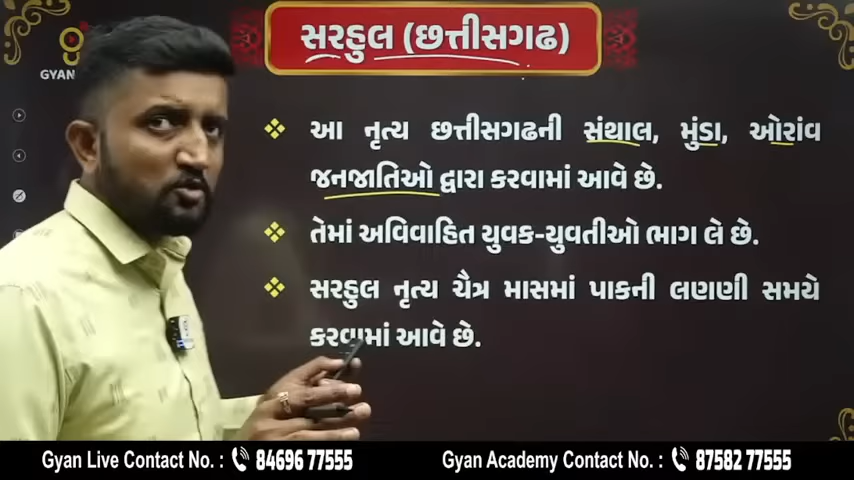 સરહુલ (છત્તીસગઢ)
GYAN
આ નૃત્ય છત્તીસગઢની સંથાલ, મુંડા, ઓરાંવ
જનજાતિઓ દ્વારા કરવામાં આવે છે.
તેમાં અવિવાહિત યુવક-યુવતીઓ ભાગ લે છે.
સરહુલ નૃત્ય ચૈત્ર માસમાં પાકની લણણી સમયે
કરવામાં આવે છે.
Gyan Live Contact No. : 84696 77555 Gyan Academy Contact No. : 87582 77555